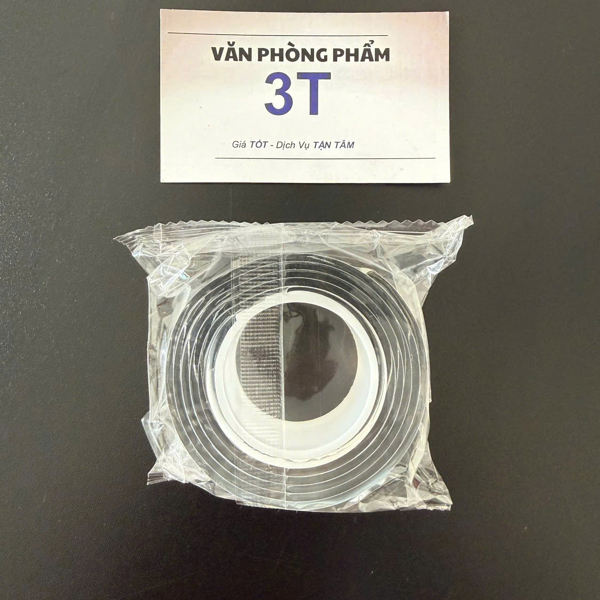 VĂN PHÒNG PHẨM
3T
Giá TỐT - Dịch Vụ TẬN TÂM